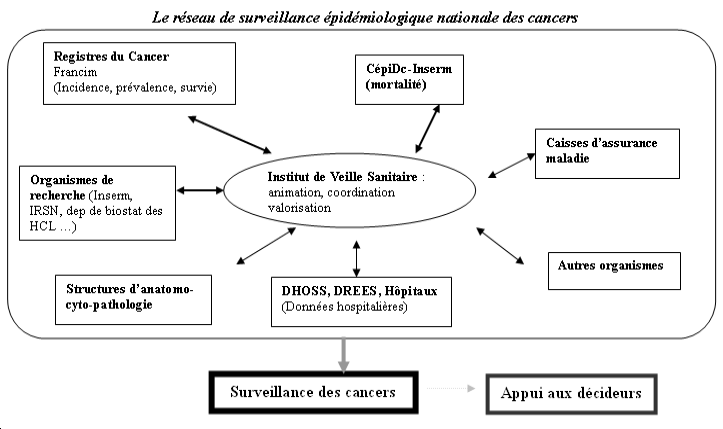 Le réseau de surveillance épidémiologique nationale des cancers
Registres du Cancer
Francim
(Incidence, prévalence, survie)
CépiDc-Inserm
(mortalité)
Caisses d'assurance
maladie
Organismes de
recherche (Inserm,
IRSN, dep de biostat des
HCL ...)
Institut de Veille Sanitaire :
animation, coordination
valorisation
Structures d'anatomo-
cyto-pathologie
DHOSS, DREES, Hôpitaux
(Données hospitalières)
Autres organismes
Surveillance des cancers
Appui aux décideurs